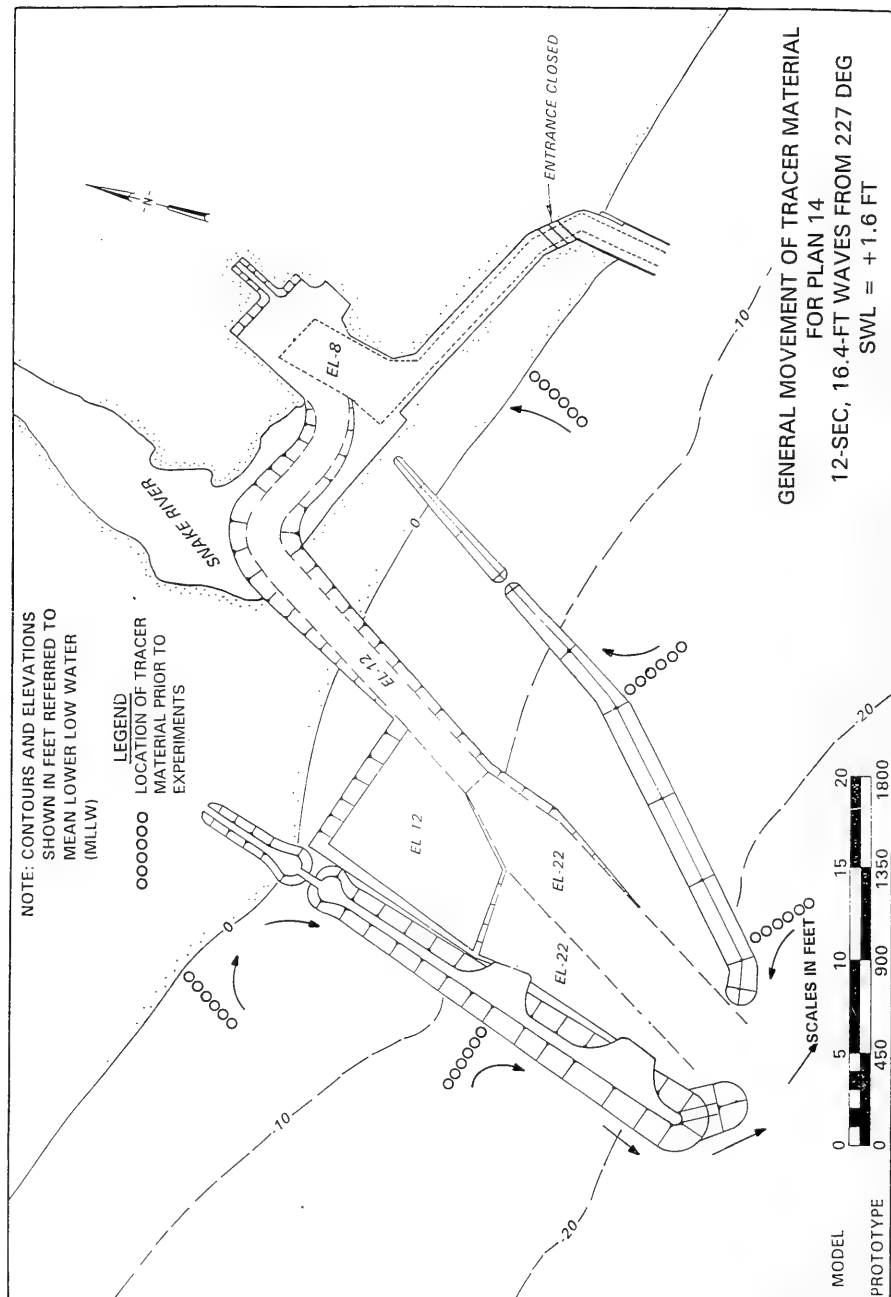 NOTE: CONTOURS AND ELEVATIONS
SHOWN IN FEET REFERRED TO
MEAN LOWER LOW WATER
(MLLW)
LEGEND
OOOOOO LOCATION OF TRACER
MATERIAL PRIOR TO
EXPERIMENTS
-N-
SNAKE RIVER
ENTRANCE CLOSED
EL-8
EL-12
EL 12
EL-22
EL-22
0
0
-10
-10
-20
-20
GENERAL MOVEMENT OF TRACER MATERIAL
FOR PLAN 14
12-SEC, 16.4-FT WAVES FROM 227 DEG
SWL = +1.6 FT
SCALES IN FEET
MODEL 0 5 10 15 20
PROTOTYPE 0 450 900 1350 1800